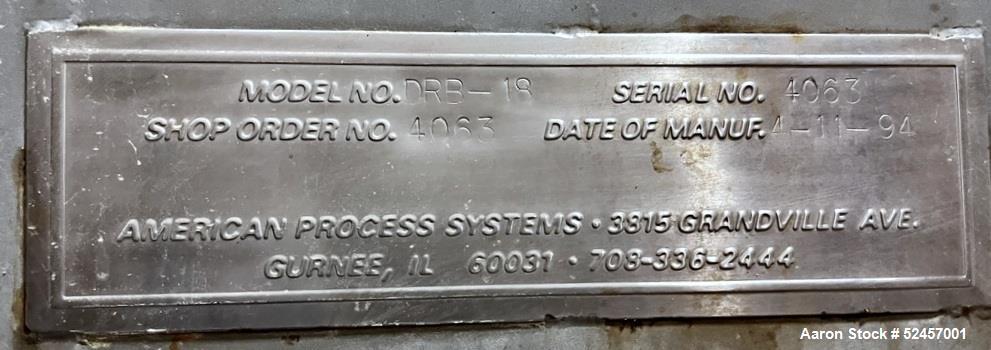 MODEL NO. DRB-18 SERIAL NO. 4063
SHOP ORDER NO. 4063 DATE OF MANUF. 4-11-94
AMERICAN PROCESS SYSTEMS · 3815 GRANDVILLE AVE.
GURNEE, IL 60031 · 708-336-2444
Aaron Stock # 52457001